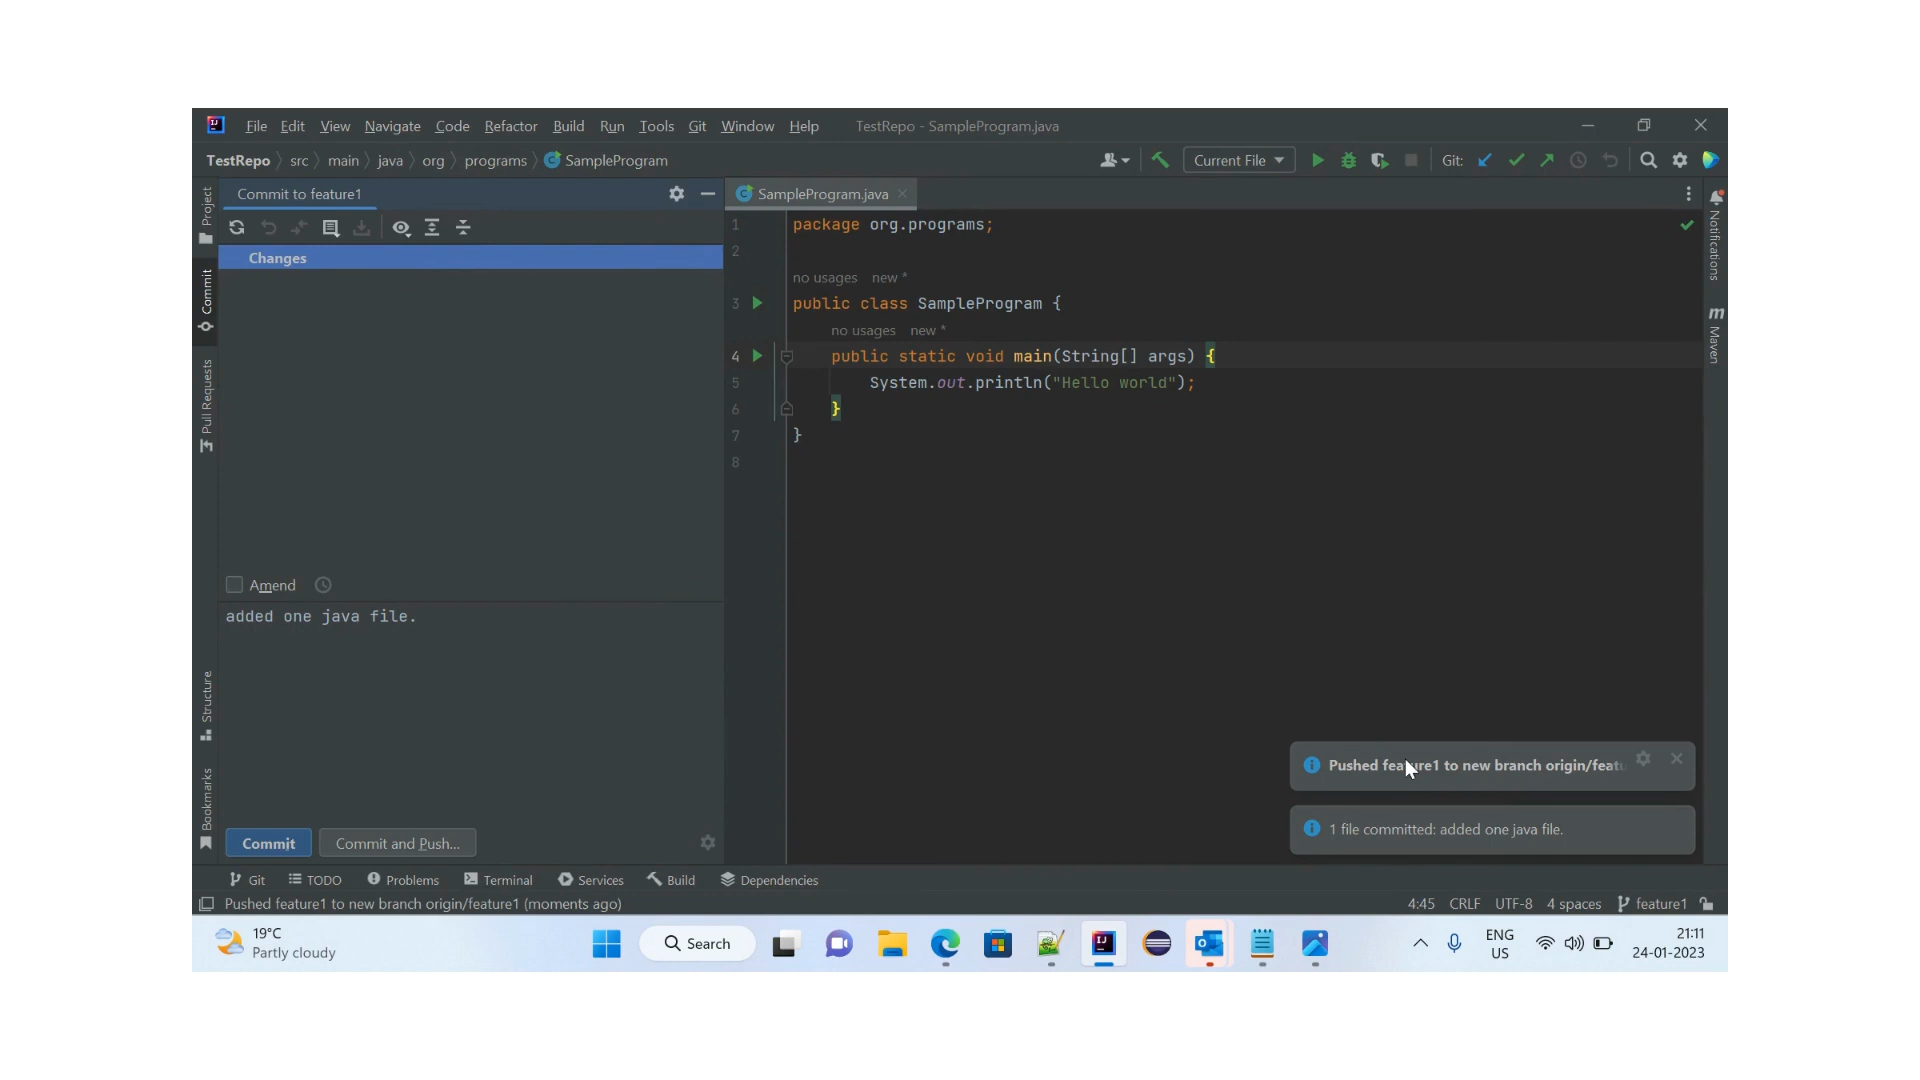 File Edit View Navigate Code Refactor Build Run Tools Git Window Help TestRepo - SampleProgram.java
TestRepo src main java org programs SampleProgram Current File Git:
Project
Commit
Pull Requests
Structure
Bookmarks
Commit to feature1
Changes
Amend
added one java file.
Commit Commit and Push...
SampleProgram.java
1 package org.programs;
2
no usages new *
3 public class SampleProgram {
no usages new *
4 public static void main(String[] args) {
5 System.out.println("Hello world");
6 }
7 }
8
Notifications
Maven
Pushed feature1 to new branch origin/featu
1 file committed: added one java file.
Git TODO Problems Terminal Services Build Dependencies
Pushed feature1 to new branch origin/feature1 (moments ago) 4:45 CRLF UTF-8 4 spaces feature1
19°C
Partly cloudy
Search
ENG
US
21:11
24-01-2023